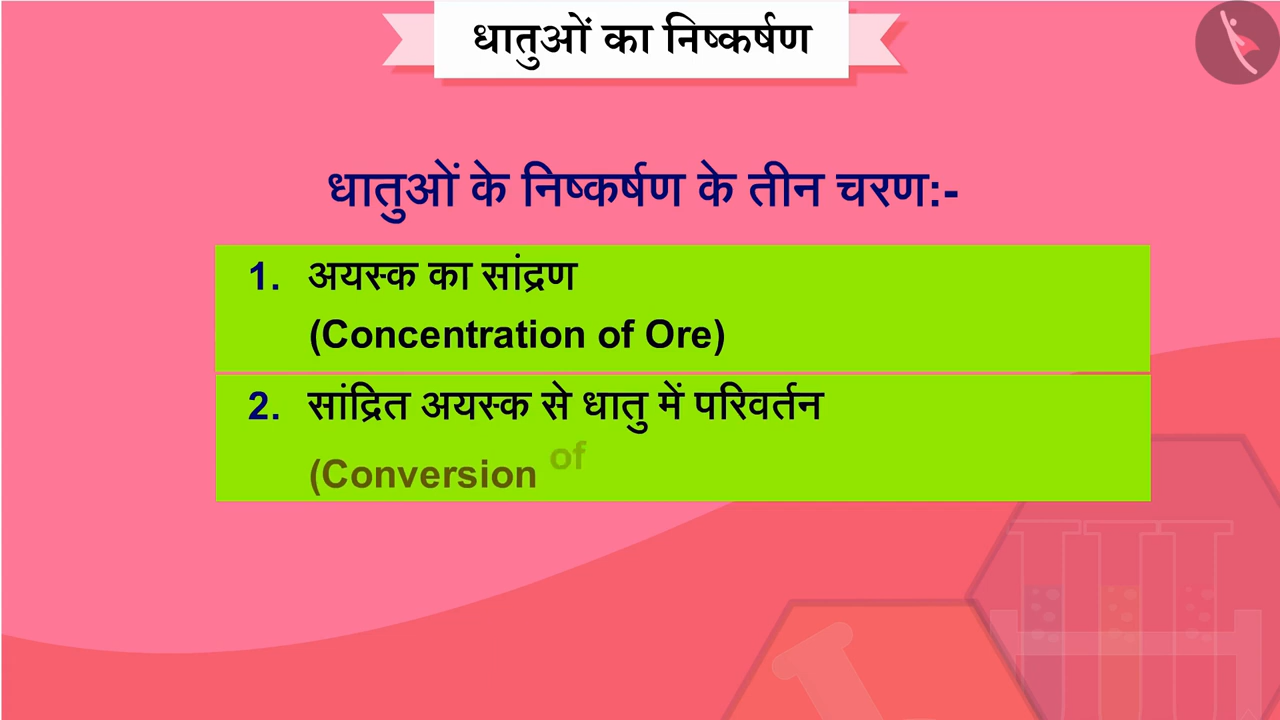 धातुओं का निष्कर्षण
धातुओं के निष्कर्षण के तीन चरण:-
1. अयस्क का सांद्रण
(Concentration of Ore)
2. सांद्रित अयस्क से धातु में परिवर्तन
(Conversion of